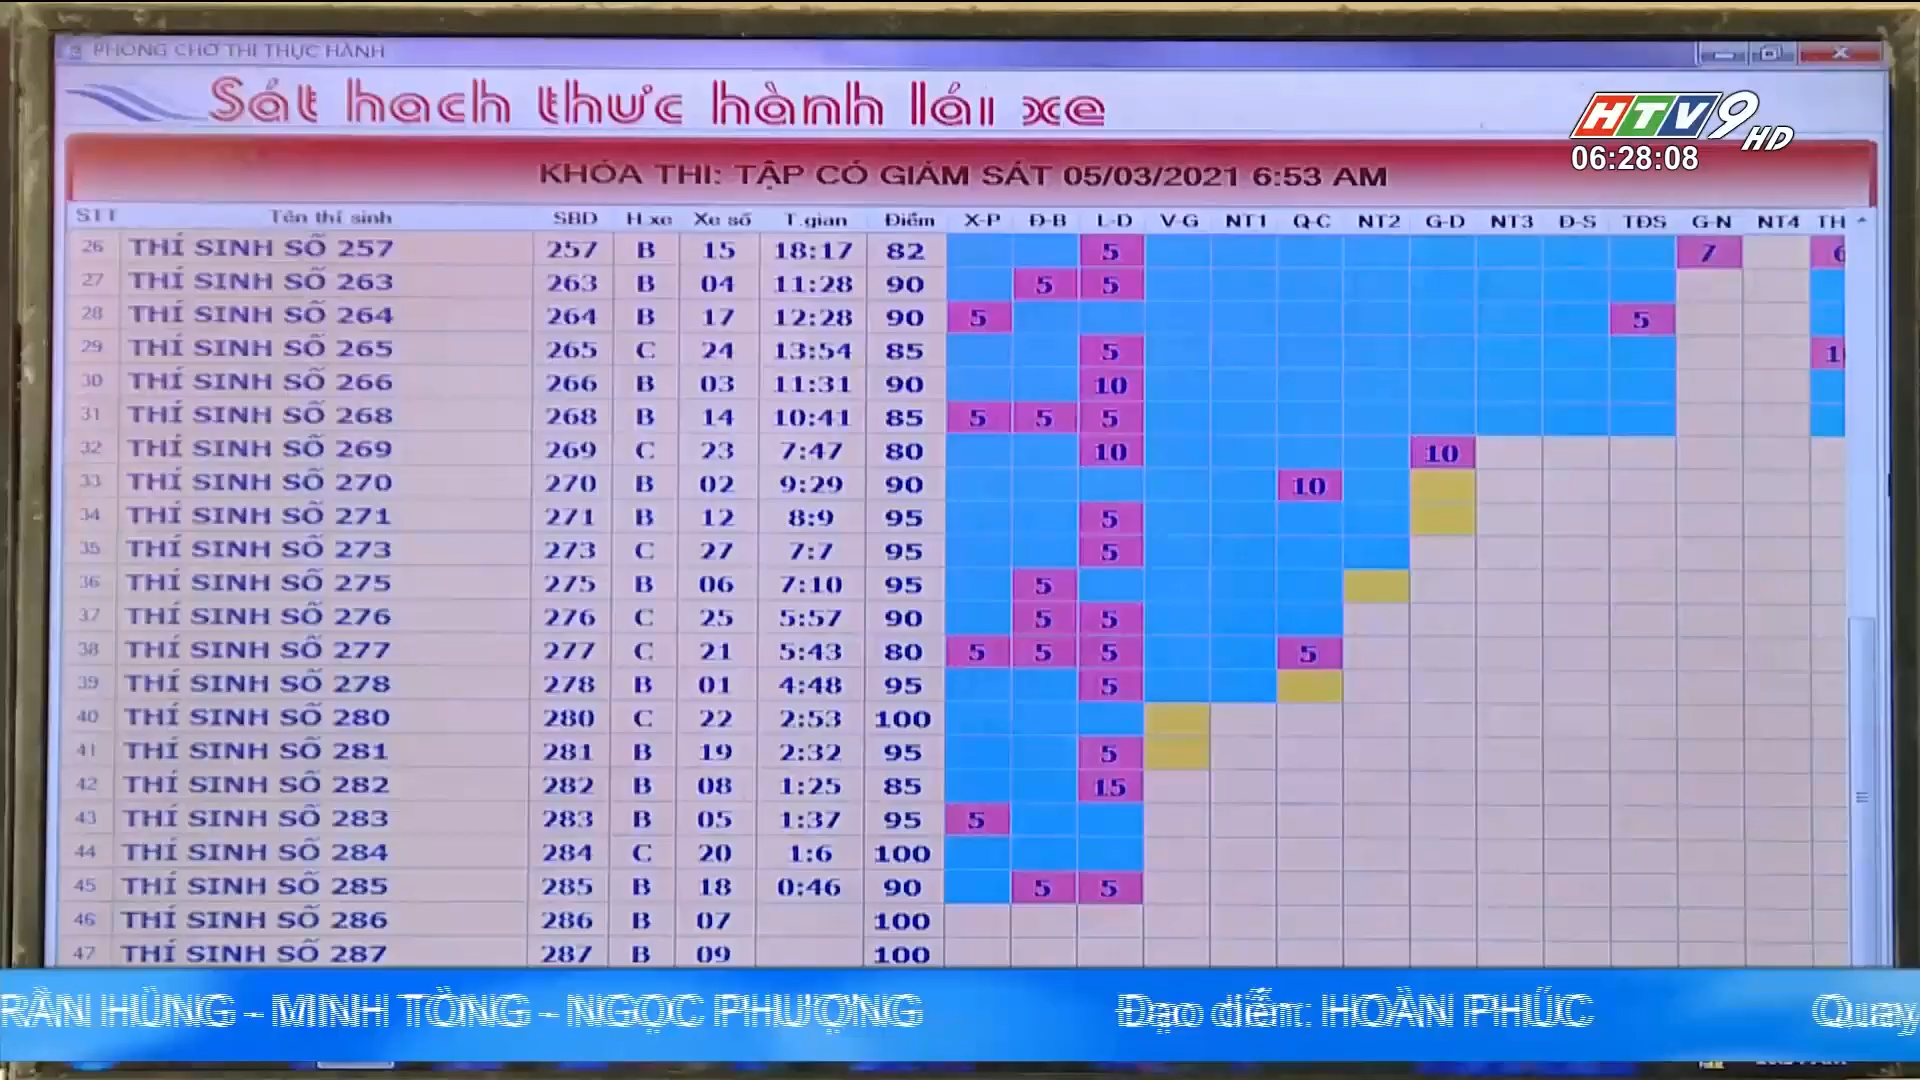 PHÒNG CHỜ THI THỰC HÀNH
Sát hạch thực hành lái xe
HTV9 HD
06:28:08
KHÓA THI: TẬP CÓ GIÁM SÁT 05/03/2021 6:53 AM
STT Tên thí sinh SBD H.xe Xe số T.gian Điểm X-P Đ-B L-D V-G NT1 Q-C NT2 G-D NT3 Đ-S TĐS G-N NT4 TH
26 THÍ SINH SỐ 257 257 B 15 18:17 82 5 7 6
27 THÍ SINH SỐ 263 263 B 04 11:28 90 5 5
28 THÍ SINH SỐ 264 264 B 17 12:28 90 5 5
29 THÍ SINH SỐ 265 265 C 24 13:54 85 5 1
30 THÍ SINH SỐ 266 266 B 03 11:31 90 10
31 THÍ SINH SỐ 268 268 B 14 10:41 85 5 5 5
32 THÍ SINH SỐ 269 269 C 23 7:47 80 10 10
33 THÍ SINH SỐ 270 270 B 02 9:29 90 10
34 THÍ SINH SỐ 271 271 B 12 8:9 95 5
35 THÍ SINH SỐ 273 273 C 27 7:7 95 5
36 THÍ SINH SỐ 275 275 B 06 7:10 95 5
37 THÍ SINH SỐ 276 276 C 25 5:57 90 5 5
38 THÍ SINH SỐ 277 277 C 21 5:43 80 5 5 5 5
39 THÍ SINH SỐ 278 278 B 01 4:48 95 5
40 THÍ SINH SỐ 280 280 C 22 2:53 100
41 THÍ SINH SỐ 281 281 B 19 2:32 95 5
42 THÍ SINH SỐ 282 282 B 08 1:25 85 15
43 THÍ SINH SỐ 283 283 B 05 1:37 95 5
44 THÍ SINH SỐ 284 284 C 20 1:6 100
45 THÍ SINH SỐ 285 285 B 18 0:46 90 5 5
46 THÍ SINH SỐ 286 286 B 07 100
47 THÍ SINH SỐ 287 287 B 09 100
RẦN HÙNG - MINH TÒNG - NGỌC PHƯỢNG Đạo diễn: HOÀN PHÚC Quay